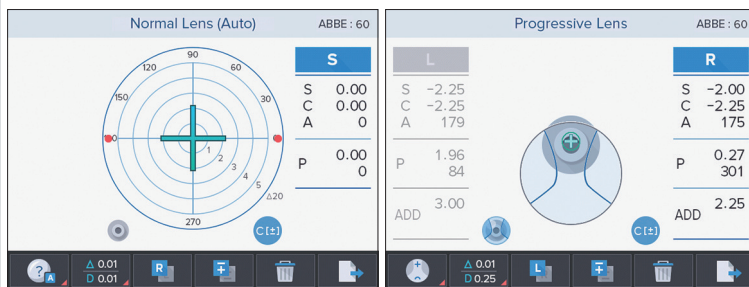 Normal Lens (Auto)
ABBE : 60
90
120
60
150
30
180
0
1
2
3
4
5
△20
270
S
S 0.00
C 0.00
A 0
P 0.00
0
C[±]
?
A
△ 0.01
D 0.01
R
Progressive Lens
ABBE : 60
L
S -2.25
C -2.25
A 179
P 1.96
84
ADD 3.00
R
S -2.00
C -2.25
A 175
P 0.27
301
ADD 2.25
C[±]
△ 0.01
D 0.25
L